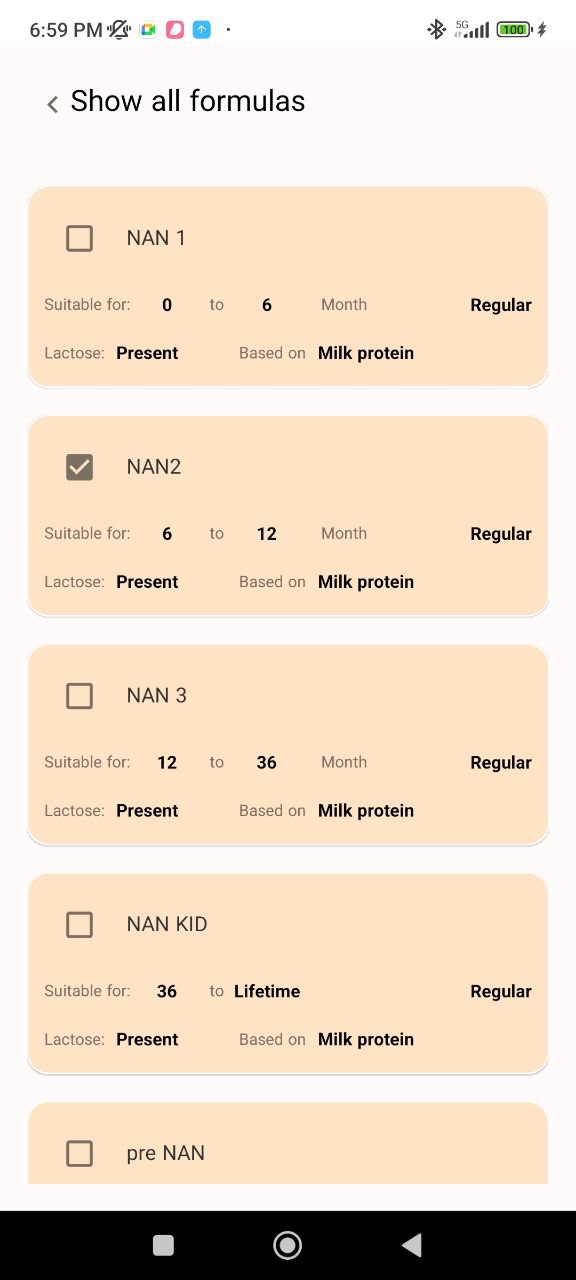 6:59 PM 5G 100
Show all formulas
NAN 1
Suitable for: 0 to 6 Month Regular
Lactose: Present Based on Milk protein
NAN2
Suitable for: 6 to 12 Month Regular
Lactose: Present Based on Milk protein
NAN 3
Suitable for: 12 to 36 Month Regular
Lactose: Present Based on Milk protein
NAN KID
Suitable for: 36 to Lifetime Regular
Lactose: Present Based on Milk protein
pre NAN